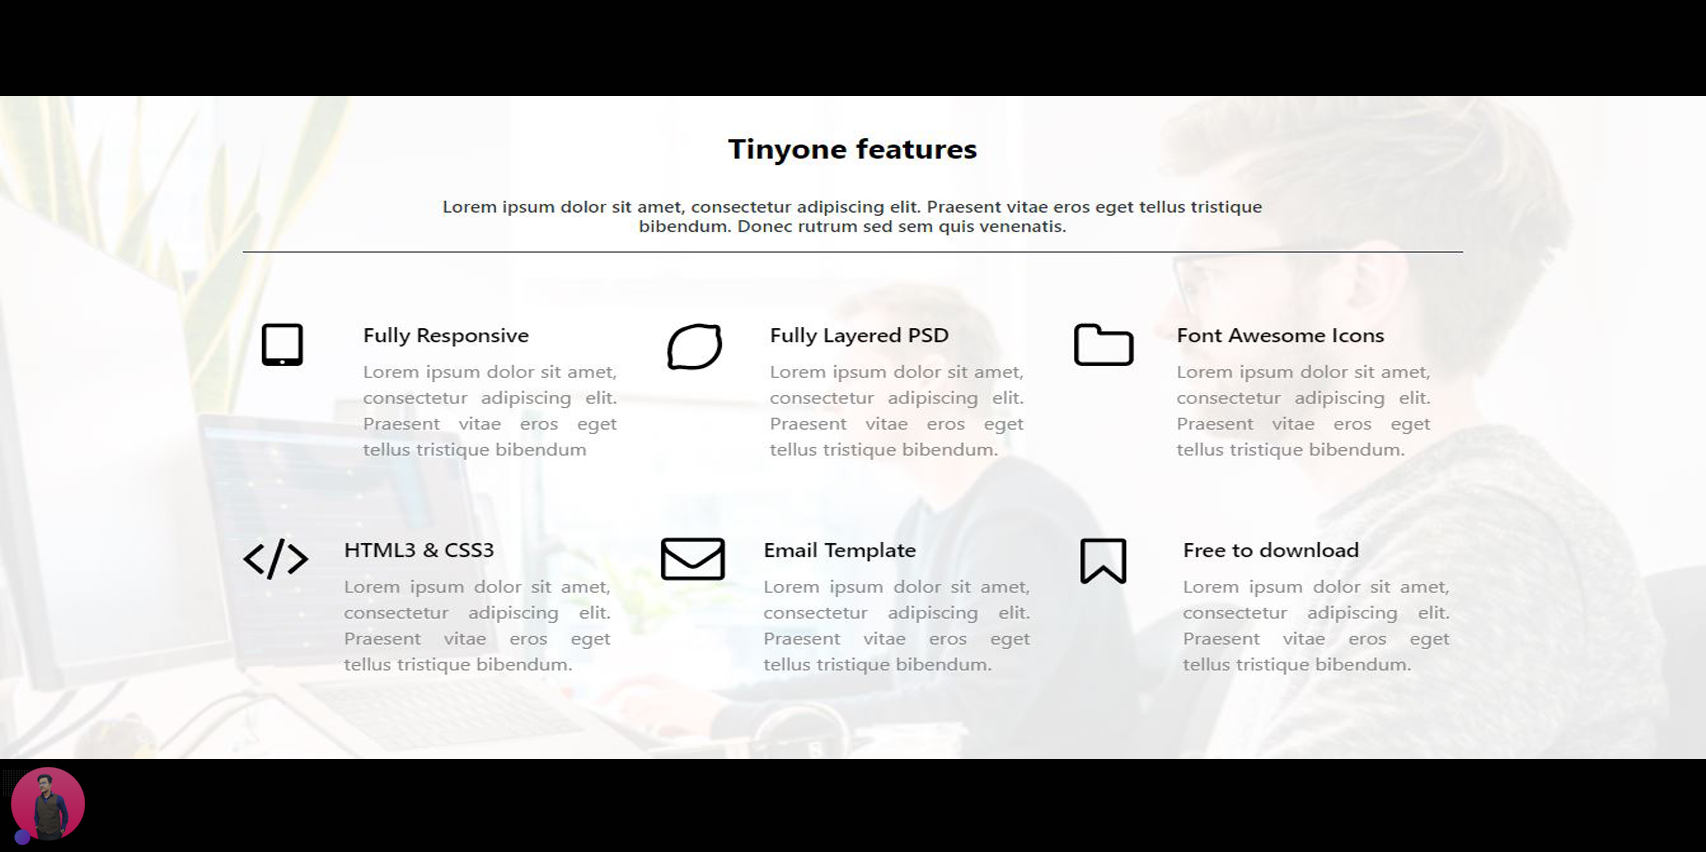 Tinyone features
Lorem ipsum dolor sit amet, consectetur adipiscing elit. Praesent vitae eros eget tellus tristique
bibendum. Donec rutrum sed sem quis venenatis.
Fully Responsive
Lorem ipsum dolor sit amet,
consectetur adipiscing elit.
Praesent vitae eros eget
tellus tristique bibendum
Fully Layered PSD
Lorem ipsum dolor sit amet,
consectetur adipiscing elit.
Praesent vitae eros eget
tellus tristique bibendum.
Font Awesome Icons
Lorem ipsum dolor sit amet,
consectetur adipiscing elit.
Praesent vitae eros eget
tellus tristique bibendum.
HTML3 & CSS3
Lorem ipsum dolor sit amet,
consectetur adipiscing elit.
Praesent vitae eros eget
tellus tristique bibendum.
Email Template
Lorem ipsum dolor sit amet,
consectetur adipiscing elit.
Praesent vitae eros eget
tellus tristique bibendum.
Free to download
Lorem ipsum dolor sit amet,
consectetur adipiscing elit.
Praesent vitae eros eget
tellus tristique bibendum.